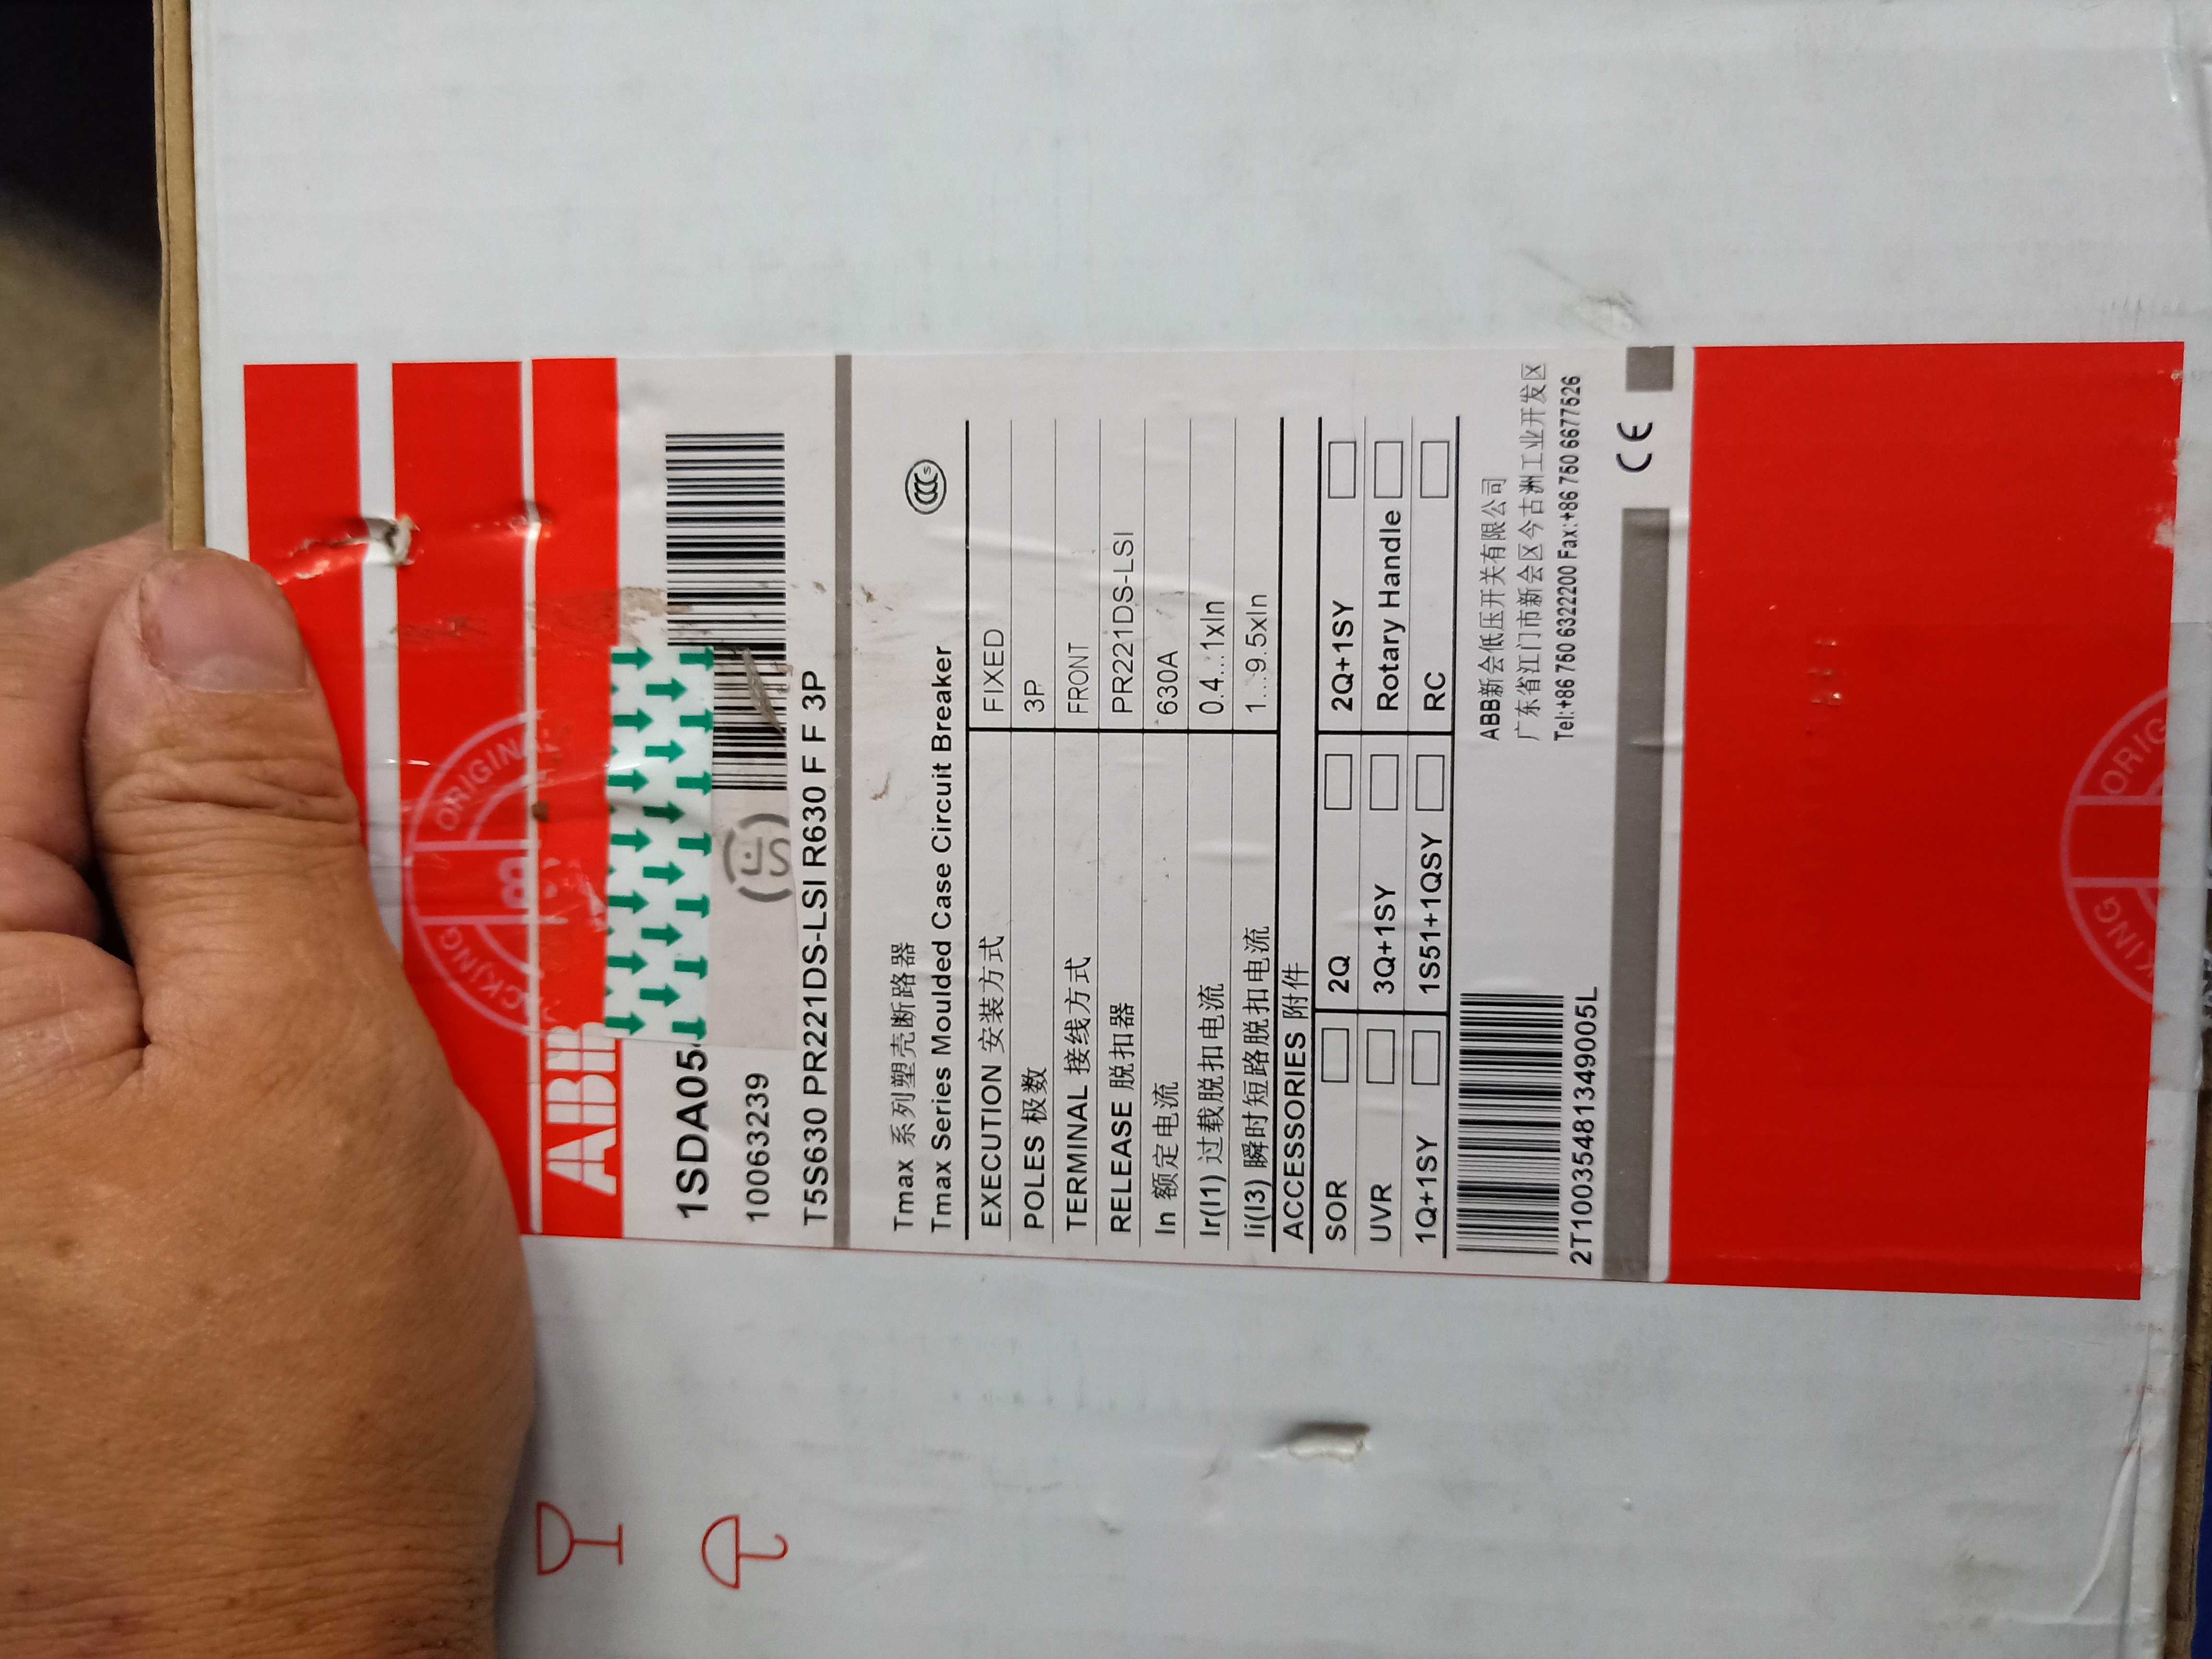 ORIGINAL
PACKING
ABB
1SDA05
10063239
T5S630 PR221DS-LSI R630 F F 3P
Tmax 系列塑壳断路器
Tmax Series Moulded Case Circuit Breaker
CCC S
EXECUTION 安装方式 FIXED
POLES 极数 3P
TERMINAL 接线方式 FRONT
RELEASE 脱扣器 PR221DS-LSI
In 额定电流 630A
Ir(I1) 过载脱扣电流 0.4...1xIn
Ii(I3) 瞬时短路脱扣电流 1...9.5xIn
ACCESSORIES 附件
SOR 2Q 2Q+1SY
UVR 3Q+1SY Rotary Handle
1Q+1SY 1S51+1QSY RC
ABB新会低压开关有限公司
广东省江门市新会区今古洲工业开发区
Tel:+86 750 6322200 Fax:+86 750 6677526
2T10035481349005L
CE